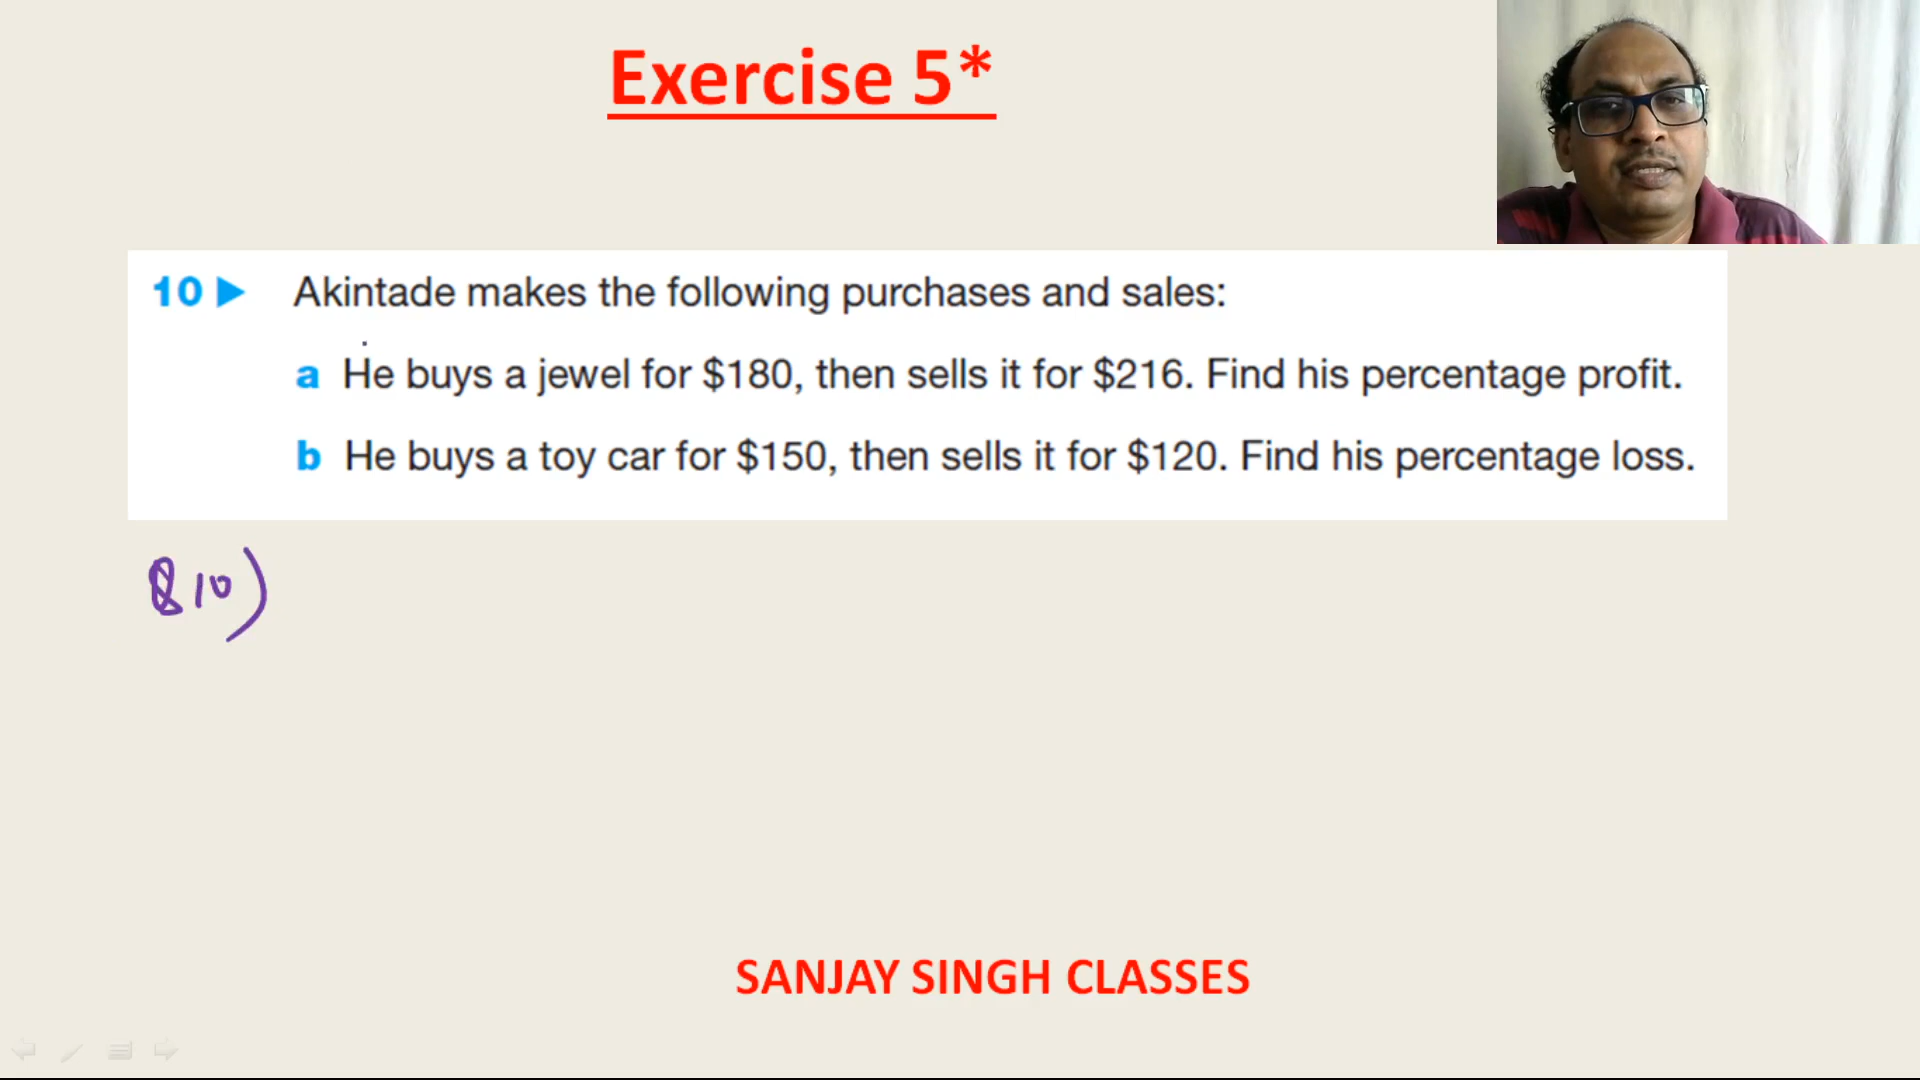 Exercise 5*
10 ▶ Akintade makes the following purchases and sales:
a He buys a jewel for $180, then sells it for $216. Find his percentage profit.
b He buys a toy car for $150, then sells it for $120. Find his percentage loss.
Q10)
SANJAY SINGH CLASSES